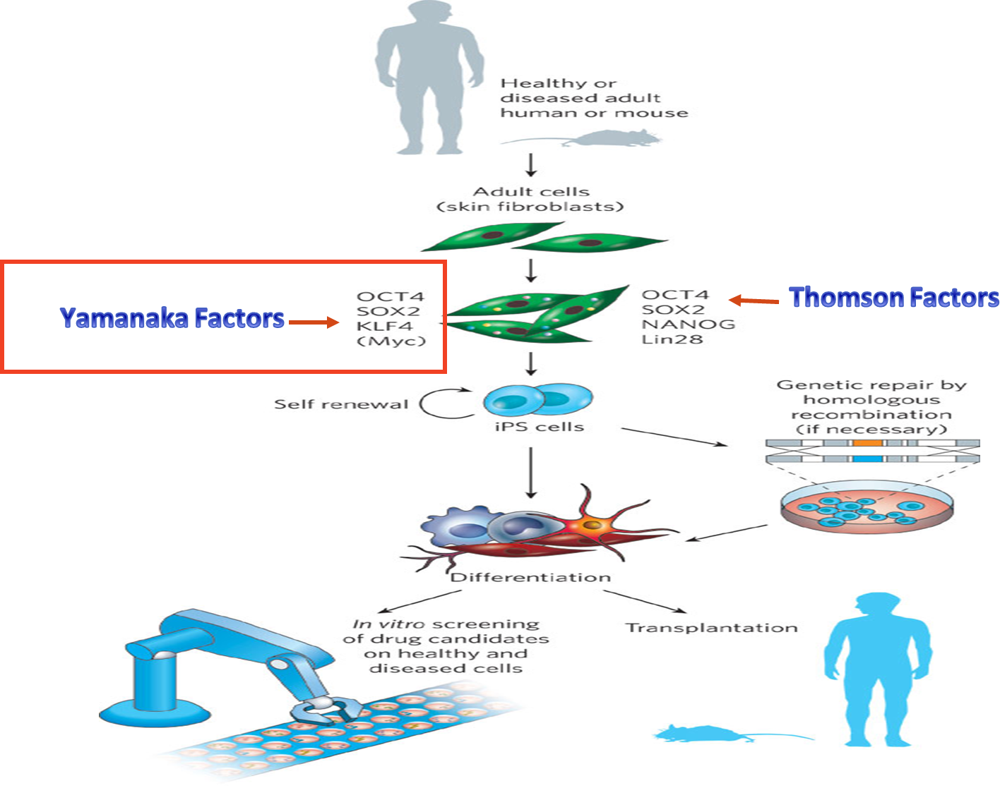 Healthy or
diseased adult
human or mouse
Adult cells
(skin fibroblasts)
Yamanaka Factors
OCT4
SOX2
KLF4
(Myc)
OCT4
SOX2
NANOG
Lin28
Thomson Factors
Self renewal
iPS cells
Genetic repair by
homologous
recombination
(if necessary)
Differentiation
In vitro screening
of drug candidates
on healthy and
diseased cells
Transplantation